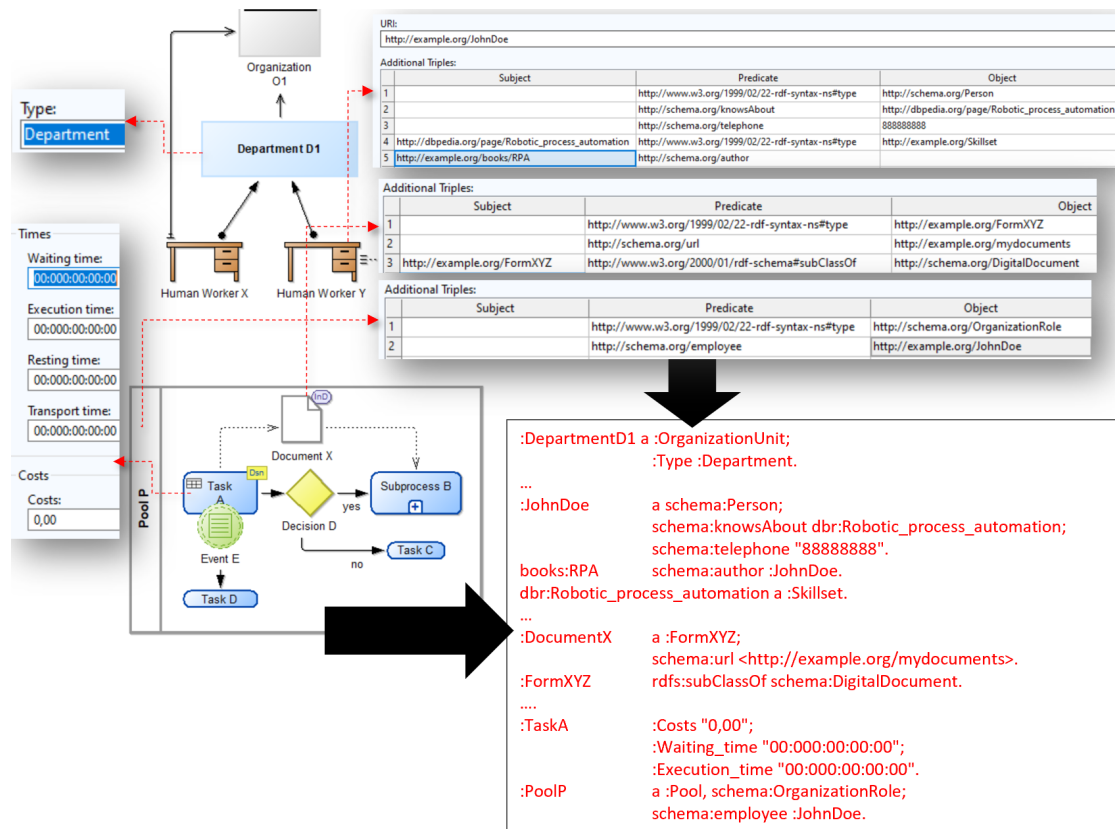 Organization
O1
Type:
Department
Department D1
Human Worker X
Human Worker Y
URI:
http://example.org/JohnDoe
Additional Triples:
Subject Predicate Object
1 http://www.w3.org/1999/02/22-rdf-syntax-ns#type http://schema.org/Person
2 http://schema.org/knowsAbout http://dbpedia.org/page/Robotic_process_automation
3 http://schema.org/telephone 888888888
4 http://dbpedia.org/page/Robotic_process_automation http://www.w3.org/1999/02/22-rdf-syntax-ns#type http://example.org/Skillset
5 http://example.org/books/RPA http://schema.org/author
Additional Triples:
Subject Predicate Object
1 http://www.w3.org/1999/02/22-rdf-syntax-ns#type http://example.org/FormXYZ
2 http://schema.org/url http://example.org/mydocuments
3 http://example.org/FormXYZ http://www.w3.org/2000/01/rdf-schema#subClassOf http://schema.org/DigitalDocument
Additional Triples:
Subject Predicate Object
1 http://www.w3.org/1999/02/22-rdf-syntax-ns#type http://schema.org/OrganizationRole
2 http://schema.org/employee http://example.org/JohnDoe
Times
Waiting time:
00:000:00:00:00
Execution time:
00:000:00:00:00
Resting time:
00:000:00:00:00
Transport time:
00:000:00:00:00
Costs
Costs:
0,00
Pool P
InD
Document X
Dsn
Task
A
Decision D
yes
Subprocess B
Event E
no
Task C
Task D
:DepartmentD1 a :OrganizationUnit;
:Type :Department.
...
:JohnDoe a schema:Person;
schema:knowsAbout dbr:Robotic_process_automation;
schema:telephone "88888888".
books:RPA schema:author :JohnDoe.
dbr:Robotic_process_automation a :Skillset.
...
:DocumentX a :FormXYZ;
schema:url <http://example.org/mydocuments>.
:FormXYZ rdfs:subClassOf schema:DigitalDocument.
....
:TaskA :Costs "0,00";
:Waiting_time "00:000:00:00:00";
:Execution_time "00:000:00:00:00".
:PoolP a :Pool, schema:OrganizationRole;
schema:employee :JohnDoe.